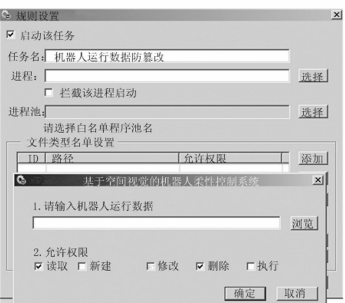 规则设置
启动该任务
任务名: 机器人运行数据防篡改
进程: 选择
拦截该进程启动
进程池: 选择
请选择白名单程序池名
文件类型名单设置
ID 路径 允许权限 添加
基于空间视觉的机器人柔性控制系统
1.请输入机器人运行数据
浏览
2.允许权限
读取 新建 修改 删除 执行
确定 取消